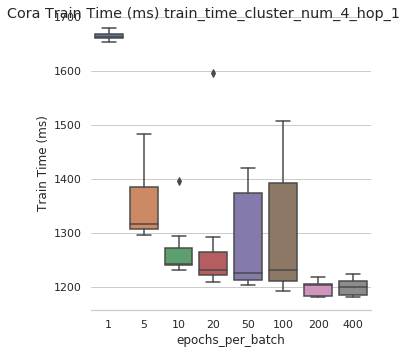 Cora Train Time (ms) train_time_cluster_num_4_hop_1
1700
1600
1500
1400
1300
1200
Train Time (ms)
1 5 10 20 50 100 200 400
epochs_per_batch